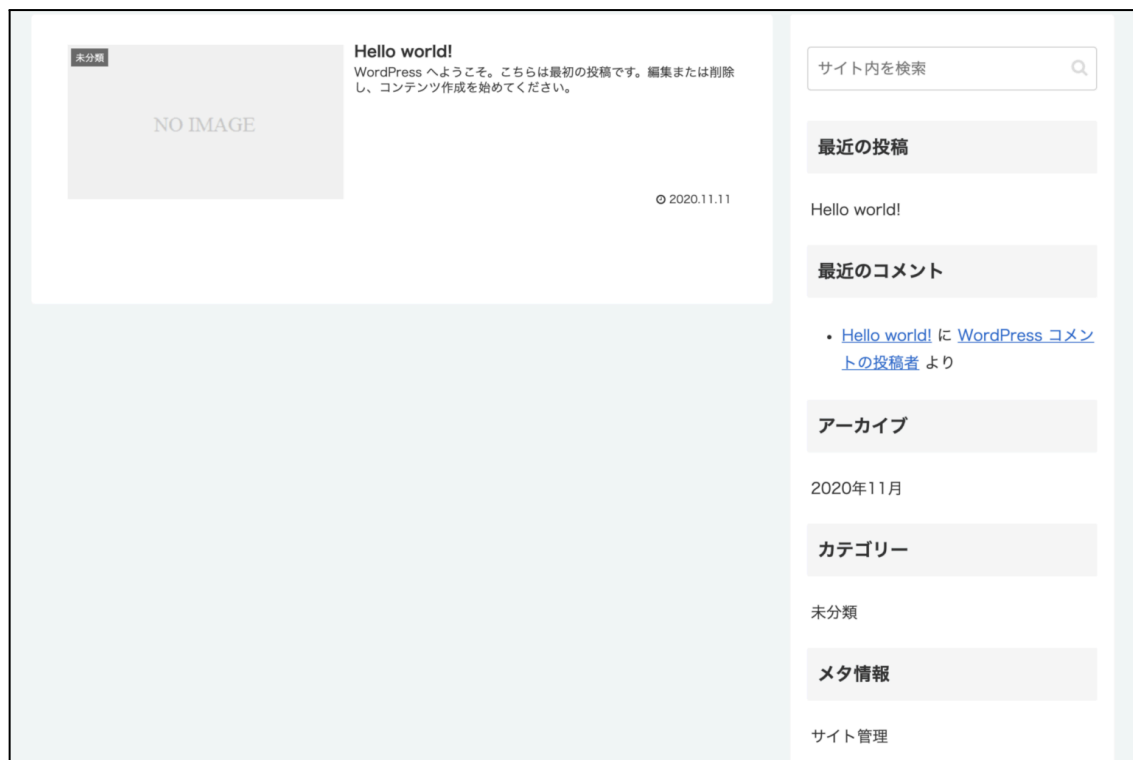 未分類
NO IMAGE
Hello world!
WordPress へようこそ。こちらは最初の投稿です。編集または削除
し、コンテンツ作成を始めてください。
2020.11.11
サイト内を検索
最近の投稿
Hello world!
最近のコメント
• Hello world! に WordPress コメン
トの投稿者 より
アーカイブ
2020年11月
カテゴリー
未分類
メタ情報
サイト管理